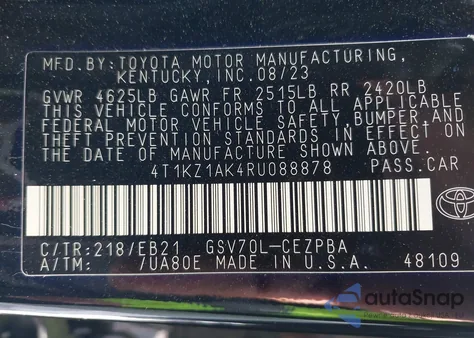 MFD. BY: TOYOTA MOTOR MANUFACTURING,
KENTUCKY, INC. 08/23
GVWR 4625LB GAWR FR 2515LB RR 2420LB
THIS VEHICLE CONFORMS TO ALL APPLICABLE
FEDERAL MOTOR VEHICLE SAFETY,BUMPER,AND
THEFT PREVENTION STANDARDS IN EFFECT ON
THE DATE OF MANUFACTURE SHOWN ABOVE.
4T1KZ1AK4RU088878 PASS.CAR
C/TR:218/EB21 GSV70L-CEZPBA
A/TM: /UA80E MADE IN U.S.A. 48109
autoSnap